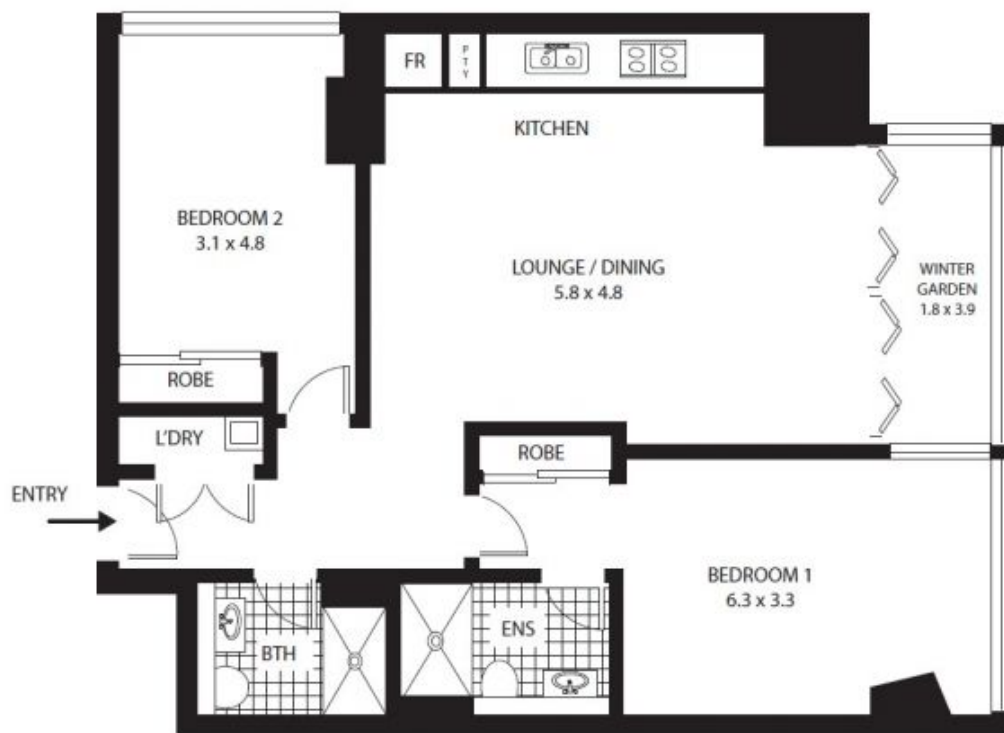 FR
PTY
KITCHEN
BEDROOM 2
3.1 x 4.8
LOUNGE / DINING
5.8 x 4.8
WINTER
GARDEN
1.8 x 3.9
ROBE
L'DRY
ROBE
ENTRY
BEDROOM 1
6.3 x 3.3
ENS
BTH